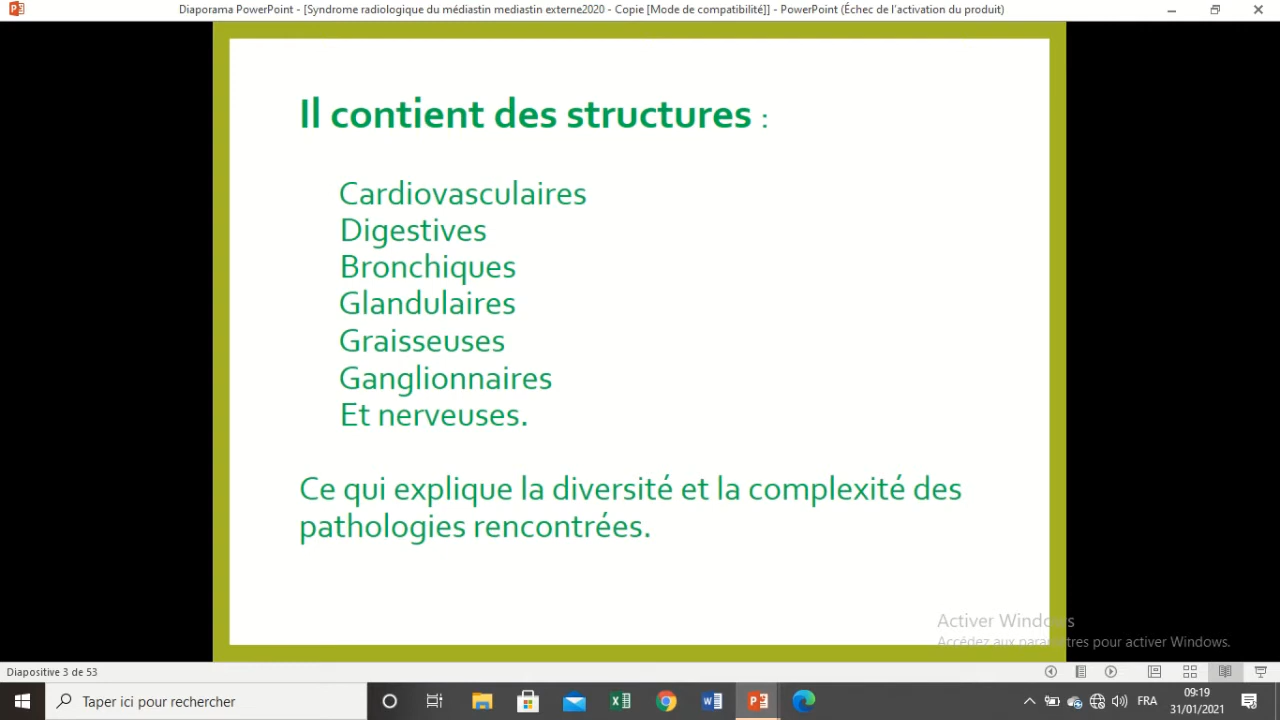 Diaporama PowerPoint - [Syndrome radiologique du médiastin mediastin externe2020 - Copie [Mode de compatibilité]] - PowerPoint (Échec de l'activation du produit)
Il contient des structures :
Cardiovasculaires
Digestives
Bronchiques
Glandulaires
Graisseuses
Ganglionnaires
Et nerveuses.
Ce qui explique la diversité et la complexité des
pathologies rencontrées.
Activer Windows
Accédez aux paramètres pour activer Windows.
Diapositive 3 de 53
Taper ici pour rechercher
FRA
09:19
31/01/2021